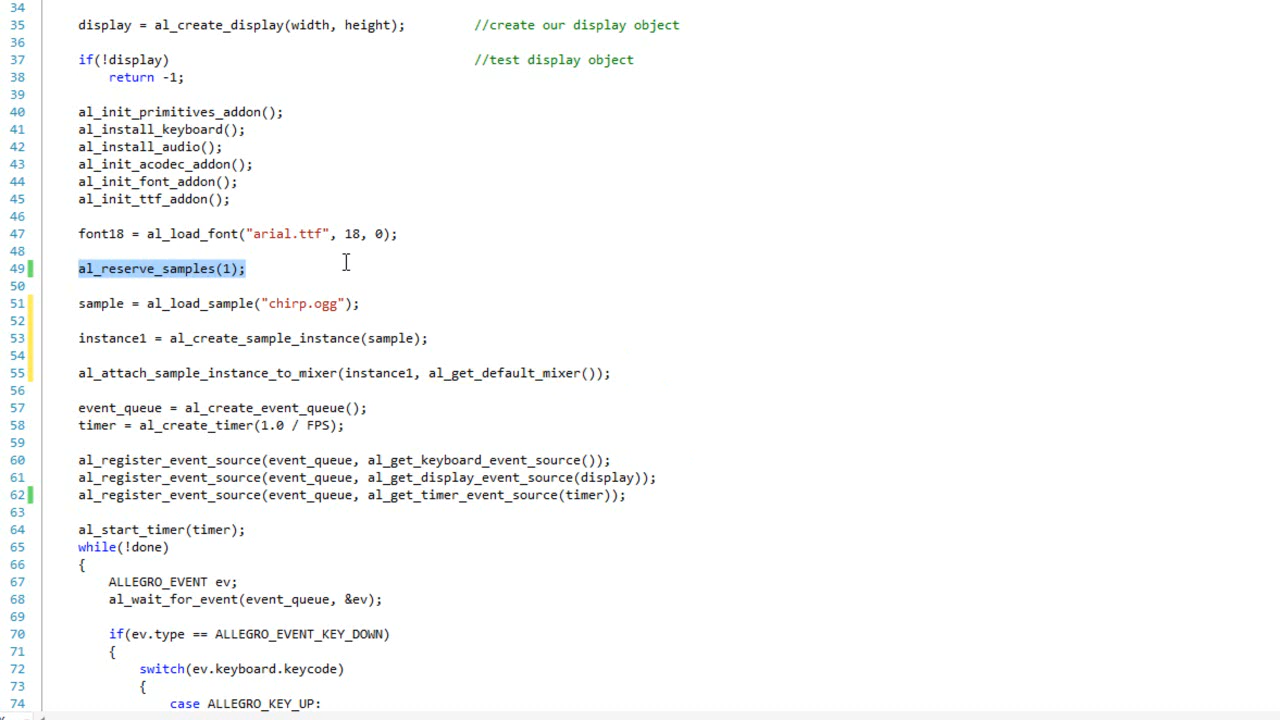 34
35 display = al_create_display(width, height); //create our display object
36
37 if(!display) //test display object
38 return -1;
39
40 al_init_primitives_addon();
41 al_install_keyboard();
42 al_install_audio();
43 al_init_acodec_addon();
44 al_init_font_addon();
45 al_init_ttf_addon();
46
47 font18 = al_load_font("arial.ttf", 18, 0);
48
49 al_reserve_samples(1);
50
51 sample = al_load_sample("chirp.ogg");
52
53 instance1 = al_create_sample_instance(sample);
54
55 al_attach_sample_instance_to_mixer(instance1, al_get_default_mixer());
56
57 event_queue = al_create_event_queue();
58 timer = al_create_timer(1.0 / FPS);
59
60 al_register_event_source(event_queue, al_get_keyboard_event_source());
61 al_register_event_source(event_queue, al_get_display_event_source(display));
62 al_register_event_source(event_queue, al_get_timer_event_source(timer));
63
64 al_start_timer(timer);
65 while(!done)
66 {
67 ALLEGRO_EVENT ev;
68 al_wait_for_event(event_queue, &ev);
69
70 if(ev.type == ALLEGRO_EVENT_KEY_DOWN)
71 {
72 switch(ev.keyboard.keycode)
73 {
74 case ALLEGRO_KEY_UP: